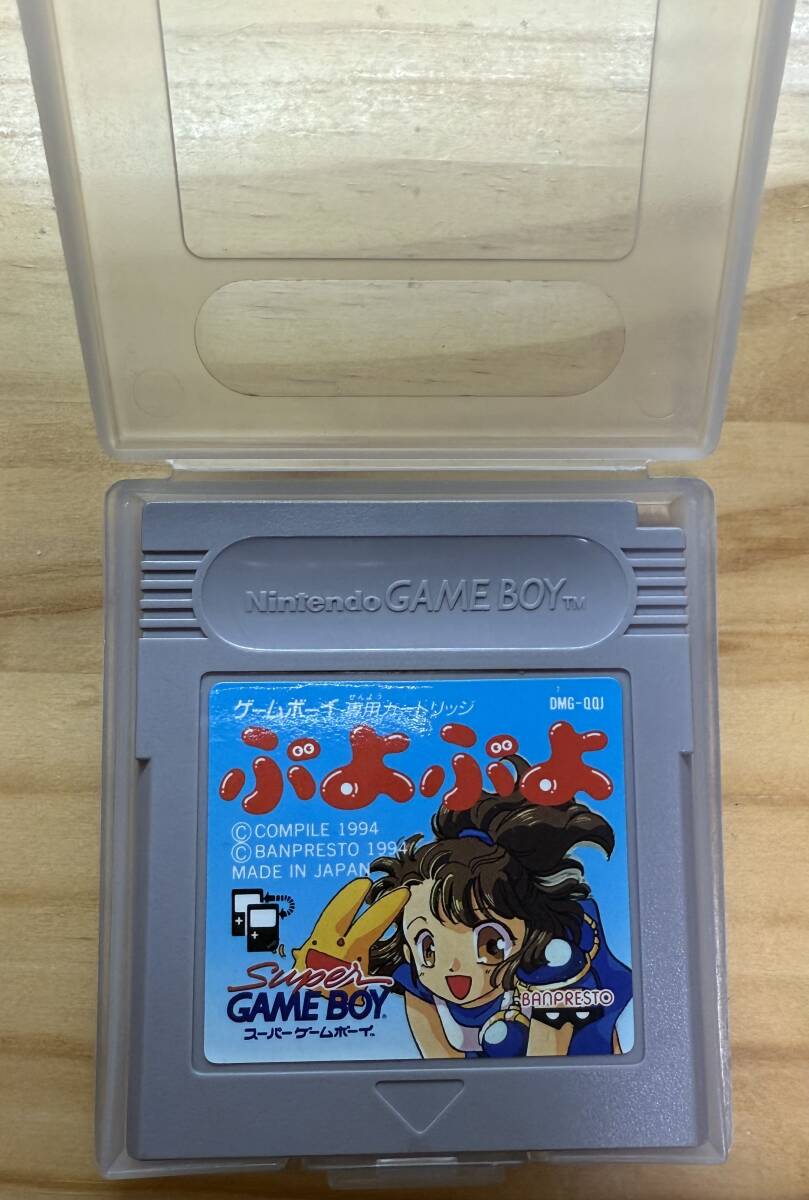 Nintendo GAME BOY TM
ゲームボーイ専用カートリッジ
せんよう
DMG-QQJ
ぷよぷよ
© COMPILE 1994
© BANPRESTO 1994
MADE IN JAPAN
Super
GAME BOY®
スーパーゲームボーイ™
BANPRESTO